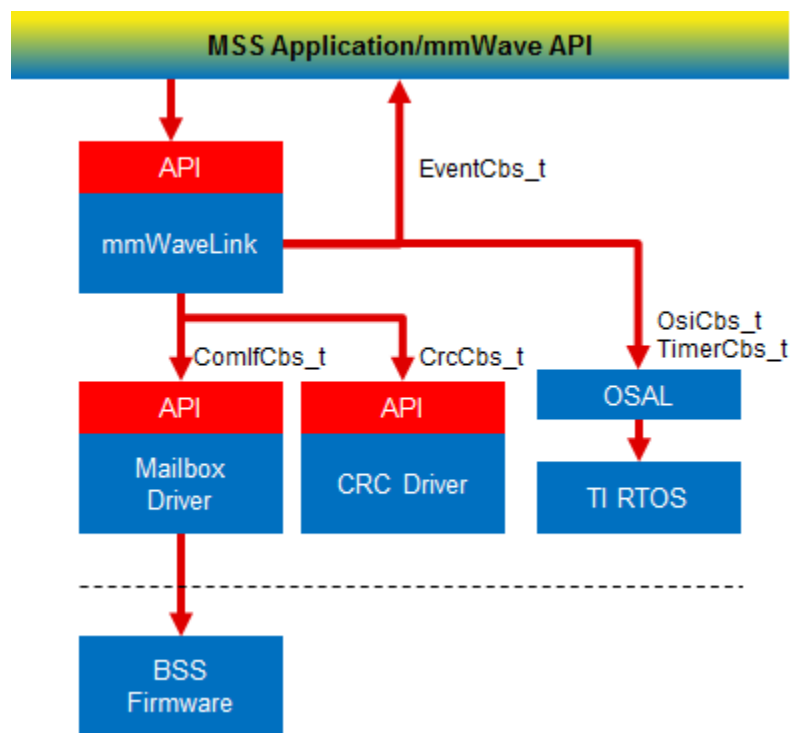 MSS Application/mmWave API
API
EventCbs_t
mmWaveLink
OsiCbs_t
TimerCbs_t
ComIfCbs_t
CrcCbs_t
API
API
OSAL
Mailbox
Driver
CRC Driver
TI RTOS
BSS
Firmware